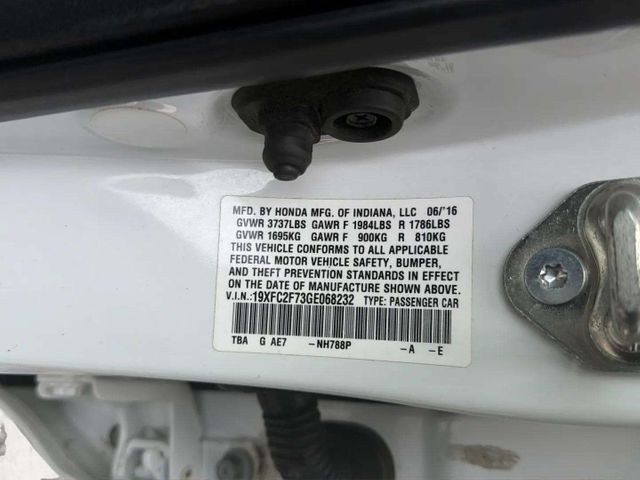 MFD. BY HONDA MFG. OF INDIANA, LLC 06/'16
GVWR 3737LBS GAWR F 1984LBS R 1786LBS
GVWR 1695KG GAWR F 900KG R 810KG
THIS VEHICLE CONFORMS TO ALL APPLICABLE
FEDERAL MOTOR VEHICLE SAFETY, BUMPER,
AND THEFT PREVENTION STANDARDS IN EFFECT
ON THE DATE OF MANUFACTURE SHOWN ABOVE.
V.I.N.:19XFC2F73GE068232 TYPE: PASSENGER CAR
TBA G AE7 -NH788P -A -E